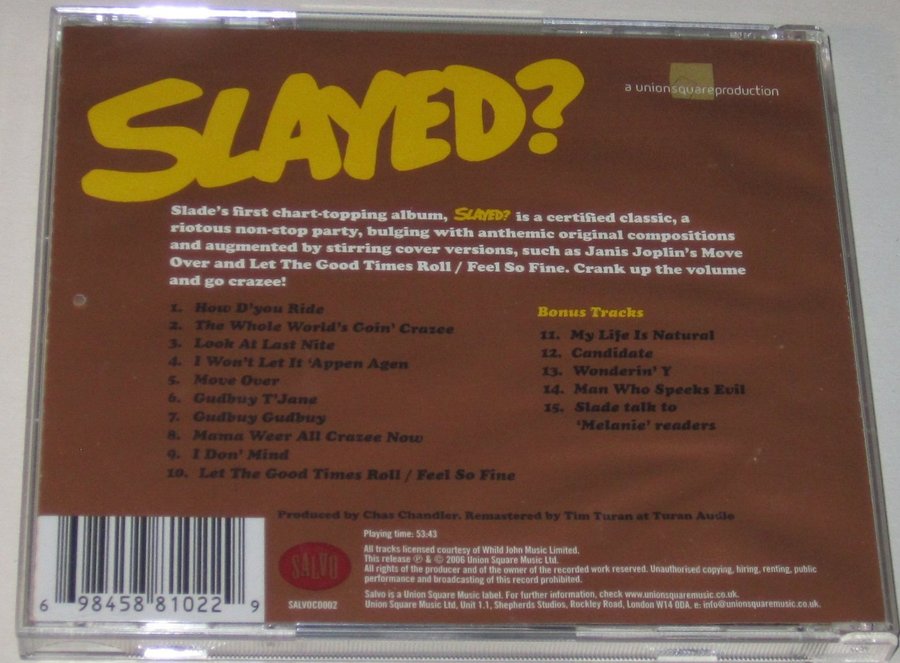 SLAYED?
a unionsquareproduction
Slade's first chart-topping album, SLAYED? is a certified classic, a
riotous non-stop party, bulging with anthemic original compositions
and augmented by stirring cover versions, such as Janis Joplin's Move
Over and Let The Good Times Roll / Feel So Fine. Crank up the volume
and go crazee!
1. How D'you Ride
2. The Whole World's Goin' Crazee
3. Look At Last Nite
4. I Won't Let It 'Appen Agen
5. Move Over
6. Gudbuy T'Jane
7. Gudbuy Gudbuy
8. Mama Weer All Crazee Now
9. I Don' Mind
10. Let The Good Times Roll / Feel So Fine
Bonus Tracks
11. My Life Is Natural
12. Candidate
13. Wonderin' Y
14. Man Who Speeks Evil
15. Slade talk to
'Melanie' readers
Produced by Chas Chandler. Remastered by Tim Turan at Turan Audio
Playing time: 53:43
All tracks licensed courtesy of Whild John Music Limited.
This release ℗ & © 2006 Union Square Music Ltd.
All rights of the producer and of the owner of the recorded work reserved. Unauthorised copying, hiring, renting, public
performance and broadcasting of this record prohibited.
Salvo is a Union Square Music label. For further information, check www.unionsquaremusic.co.uk.
Union Square Music Ltd, Unit 1.1, Shepherds Studios, Rockley Road, London W14 0DA. e: info@unionsquaremusic.co.uk.
SALVO
SALVOCD002
6 98458 81022 9